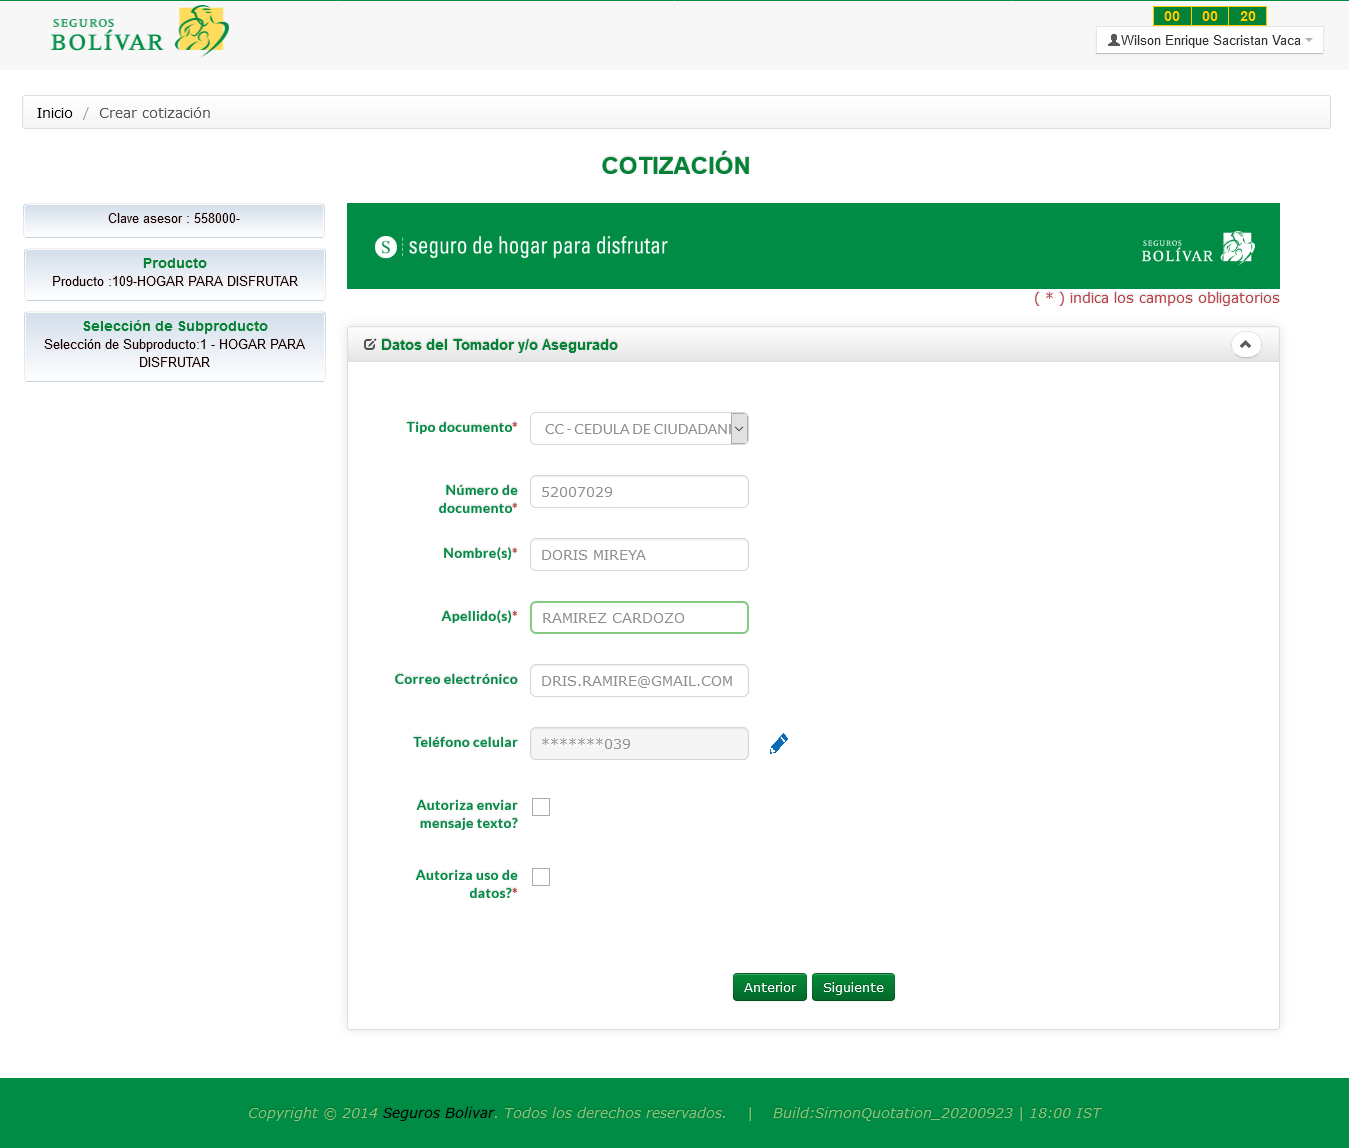 SEGUROS
BOLÍVAR
00 00 20
Wilson Enrique Sacristan Vaca
Inicio / Crear cotización
COTIZACIÓN
Clave asesor : 558000-
Producto
Producto :109-HOGAR PARA DISFRUTAR
Selección de Subproducto
Selección de Subproducto:1 - HOGAR PARA
DISFRUTAR
S seguro de hogar para disfrutar
SEGUROS
BOLÍVAR
( * ) indica los campos obligatorios
Datos del Tomador y/o Asegurado
Tipo documento* CC - CEDULA DE CIUDADANI
Número de
documento* 52007029
Nombre(s)* DORIS MIREYA
Apellido(s)* RAMIREZ CARDOZO
Correo electrónico DRIS.RAMIRE@GMAIL.COM
Teléfono celular *******039
Autoriza enviar
mensaje texto?
Autoriza uso de
datos?*
Anterior Siguiente
Copyright © 2014 Seguros Bolivar. Todos los derechos reservados. | Build:SimonQuotation_20200923 | 18:00 IST